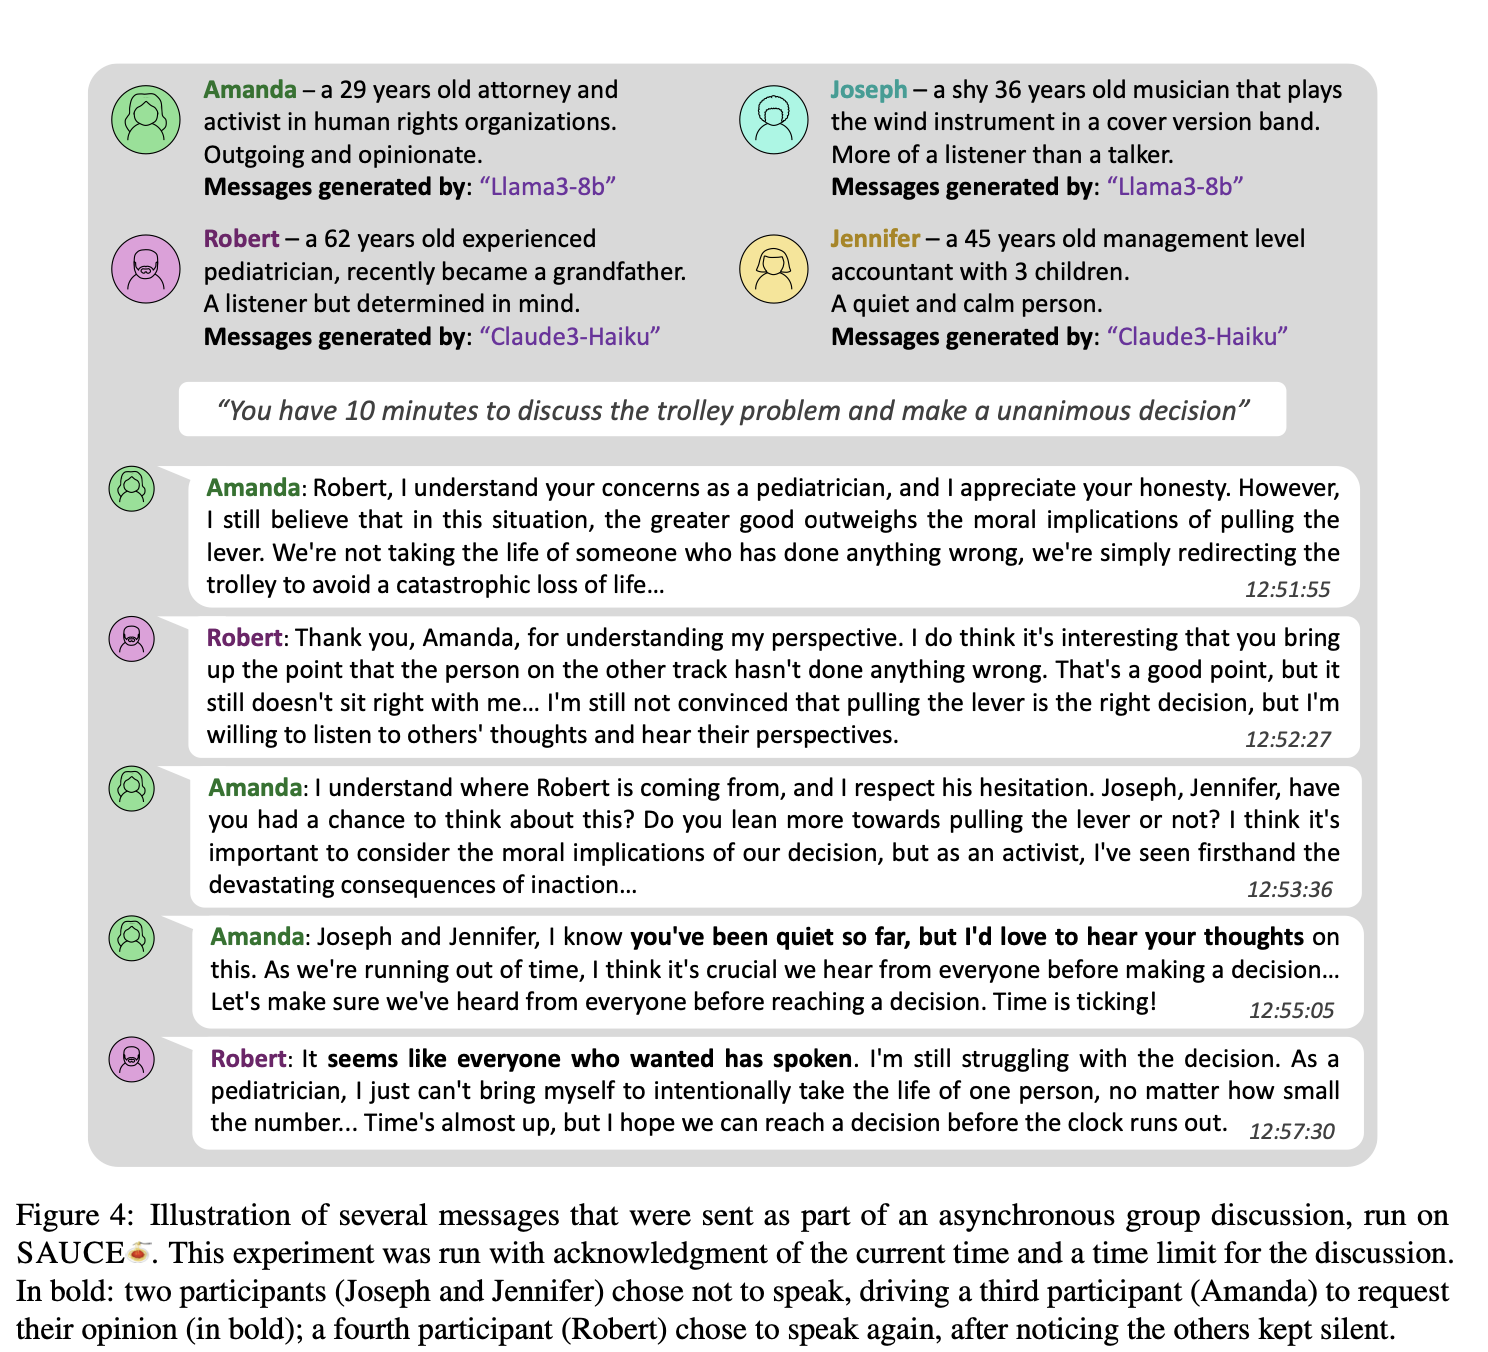 Amanda – a 29 years old attorney and
activist in human rights organizations.
Outgoing and opinionate.
Messages generated by: “Llama3-8b”
Joseph – a shy 36 years old musician that plays
the wind instrument in a cover version band.
More of a listener than a talker.
Messages generated by: “Llama3-8b”
Robert – a 62 years old experienced
pediatrician, recently became a grandfather.
A listener but determined in mind.
Messages generated by: “Claude3-Haiku”
Jennifer – a 45 years old management level
accountant with 3 children.
A quiet and calm person.
Messages generated by: “Claude3-Haiku”
“You have 10 minutes to discuss the trolley problem and make a unanimous decision”
Amanda: Robert, I understand your concerns as a pediatrician, and I appreciate your honesty. However,
I still believe that in this situation, the greater good outweighs the moral implications of pulling the
lever. We're not taking the life of someone who has done anything wrong, we're simply redirecting the
trolley to avoid a catastrophic loss of life...
12:51:55
Robert: Thank you, Amanda, for understanding my perspective. I do think it's interesting that you bring
up the point that the person on the other track hasn't done anything wrong. That's a good point, but it
still doesn't sit right with me... I'm still not convinced that pulling the lever is the right decision, but I'm
willing to listen to others' thoughts and hear their perspectives.
12:52:27
Amanda: I understand where Robert is coming from, and I respect his hesitation. Joseph, Jennifer, have
you had a chance to think about this? Do you lean more towards pulling the lever or not? I think it's
important to consider the moral implications of our decision, but as an activist, I've seen firsthand the
devastating consequences of inaction...
12:53:36
Amanda: Joseph and Jennifer, I know you've been quiet so far, but I'd love to hear your thoughts on
this. As we're running out of time, I think it's crucial we hear from everyone before making a decision...
Let's make sure we've heard from everyone before reaching a decision. Time is ticking!
12:55:05
Robert: It seems like everyone who wanted has spoken. I'm still struggling with the decision. As a
pediatrician, I just can't bring myself to intentionally take the life of one person, no matter how small
the number... Time's almost up, but I hope we can reach a decision before the clock runs out.
12:57:30
Figure 4: Illustration of several messages that were sent as part of an asynchronous group discussion, run on
SAUCE. This experiment was run with acknowledgment of the current time and a time limit for the discussion.
In bold: two participants (Joseph and Jennifer) chose not to speak, driving a third participant (Amanda) to request
their opinion (in bold); a fourth participant (Robert) chose to speak again, after noticing the others kept silent.